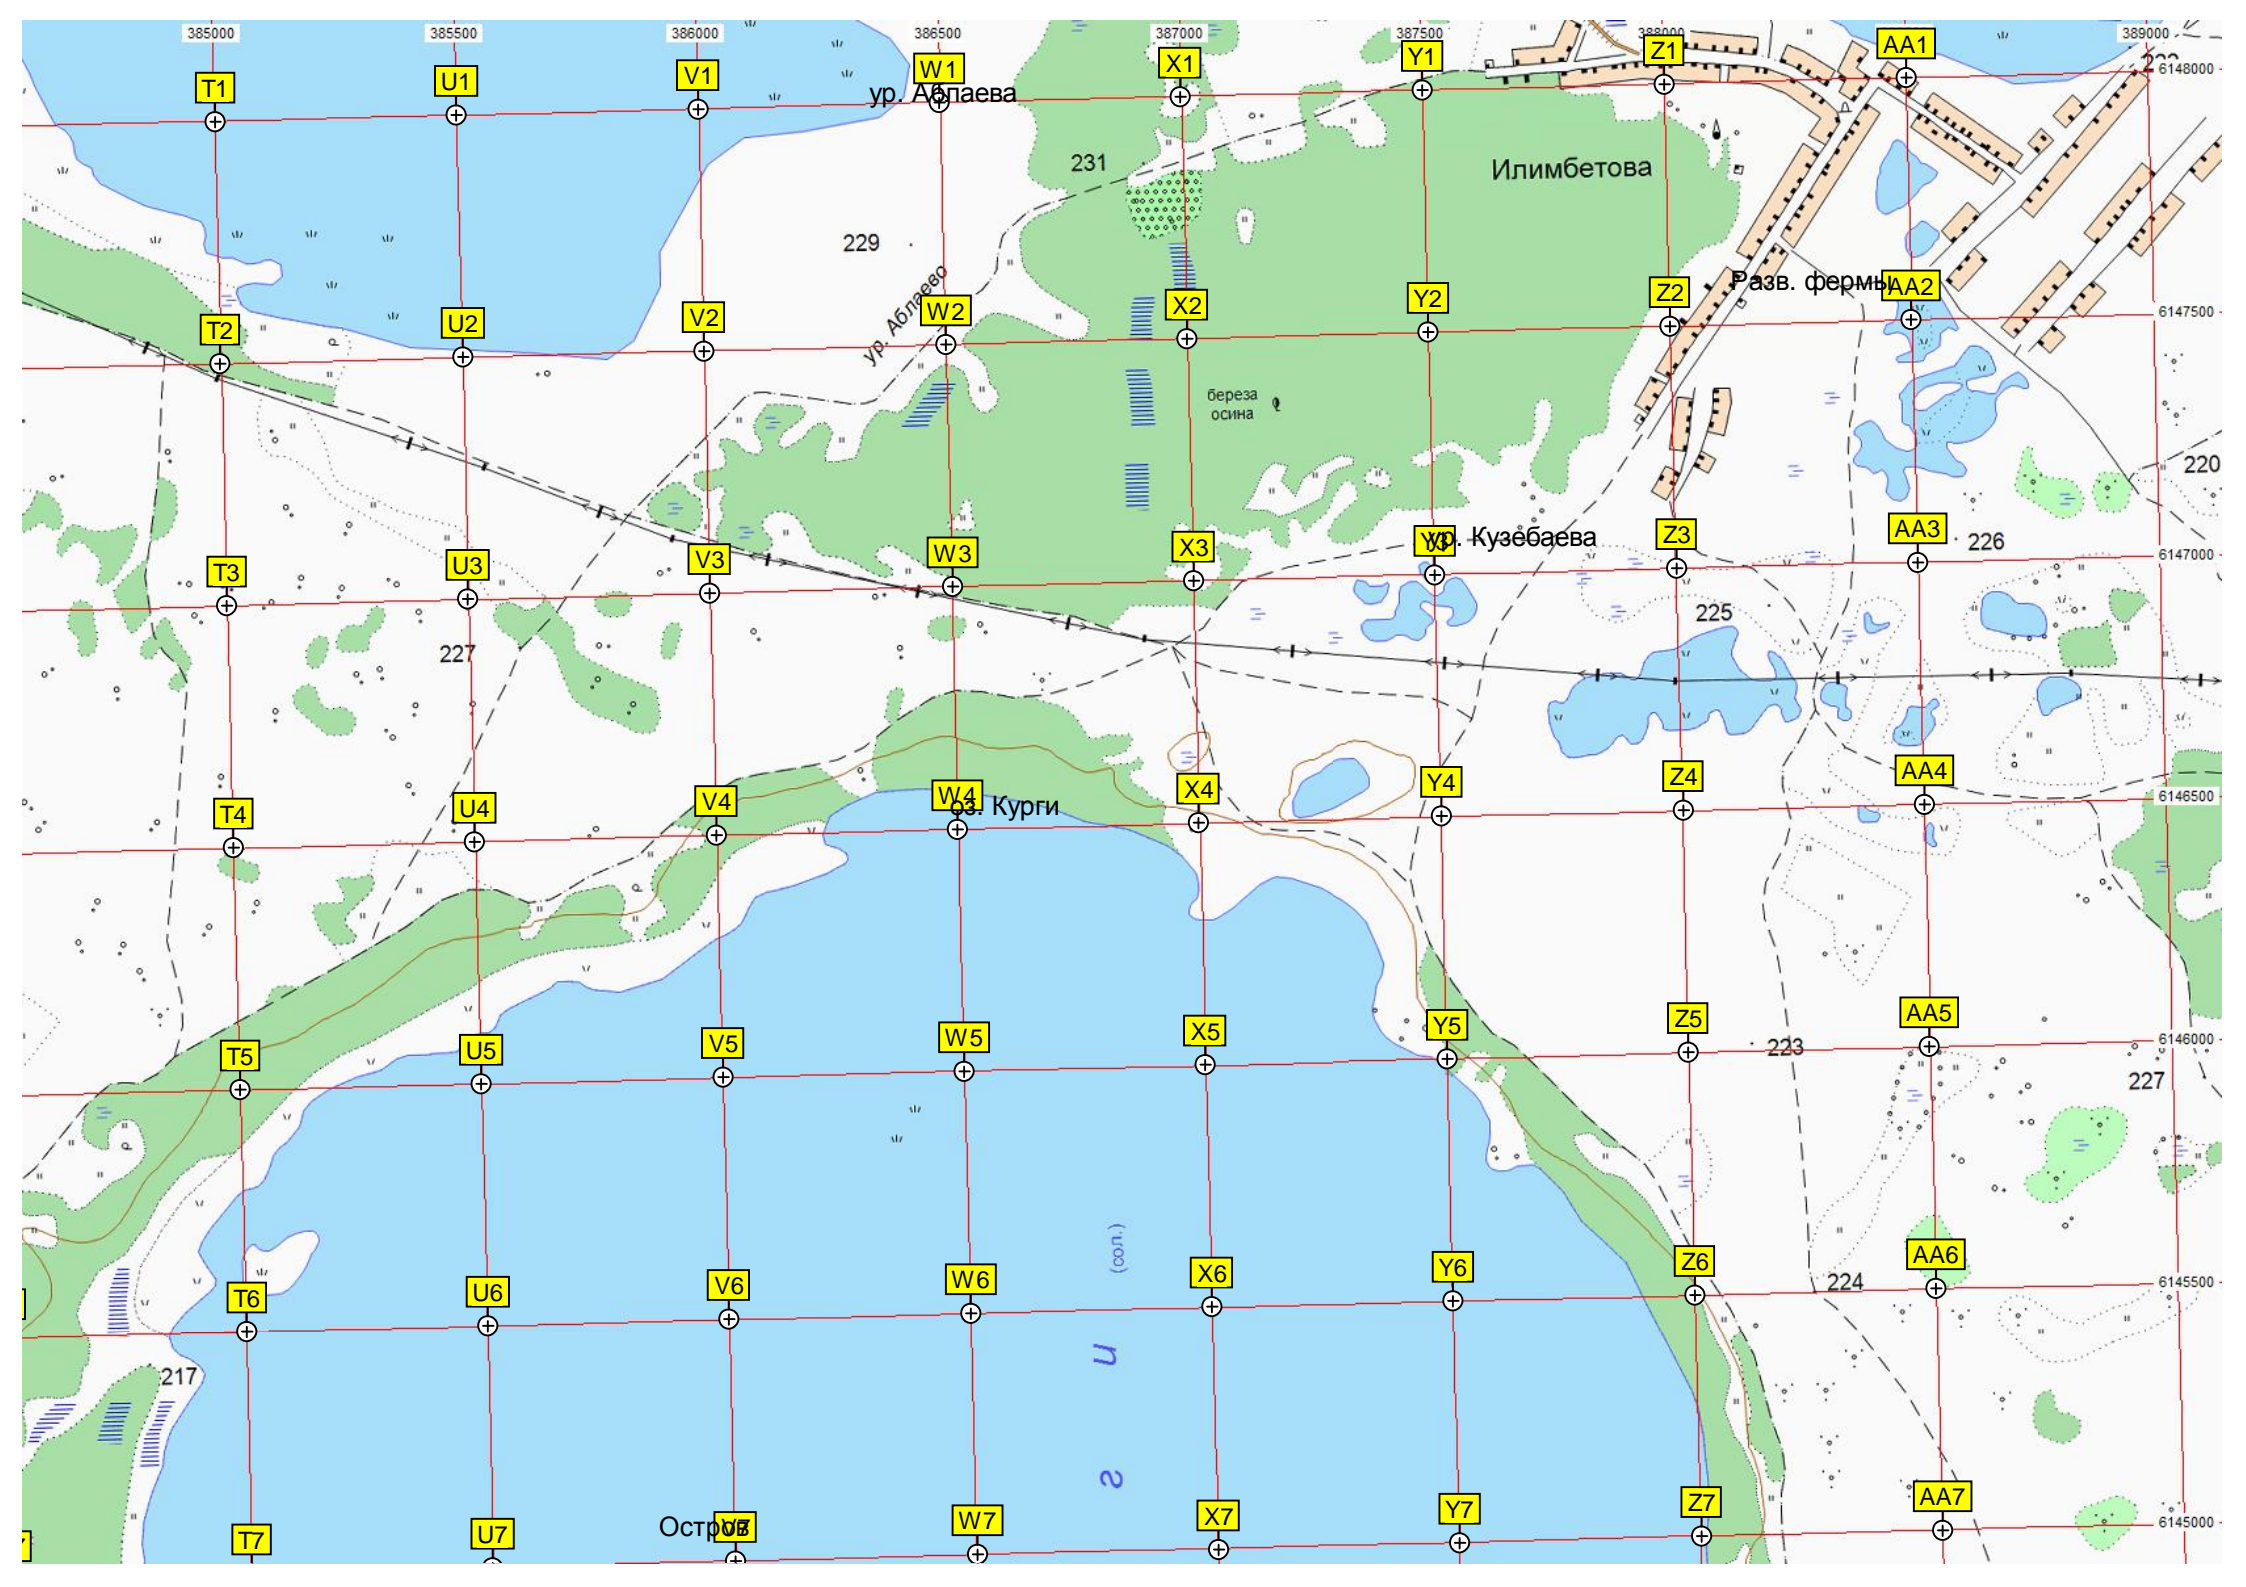 385000 385500 386000 386500 387000 387500 388000 389000
T1 U1 V1 W1 X1 Y1 Z1 AA1
6148000
ур. Аблаева
231
Илимбетова
229
ур. Аблаево
Разв. фермы
T2 U2 V2 W2 X2 Y2 Z2 AA2
6147500
береза
осина
220
T3 U3 V3 W3 X3 Y3 Z3 AA3
ур. Кузебаева
226
6147000
225
227
T4 U4 V4 W4 X4 Y4 Z4 AA4
оз. Курги
6146500
T5 U5 V5 W5 X5 Y5 Z5 AA5
223
6146000
227
(сол.)
T6 U6 V6 W6 X6 Y6 Z6 AA6
224
6145500
и
217
s
T7 U7 V7 W7 X7 Y7 Z7 AA7
Остров
6145000